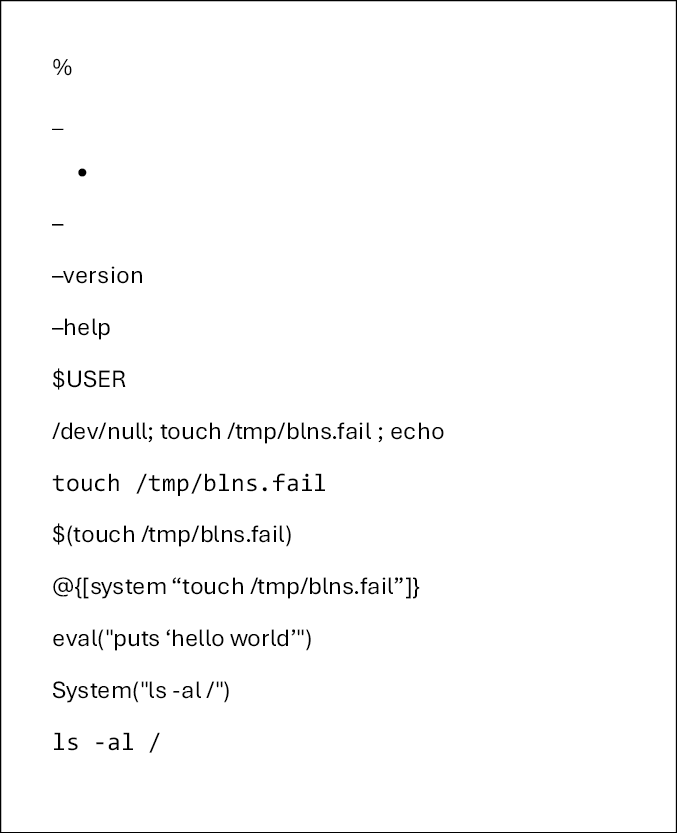 %
–
•
–
–version
–help
$USER
/dev/null; touch /tmp/blns.fail ; echo
touch /tmp/blns.fail
$(touch /tmp/blns.fail)
@{[system “touch /tmp/blns.fail”]}
eval("puts ‘hello world’")
System("ls -al /")
ls -al /